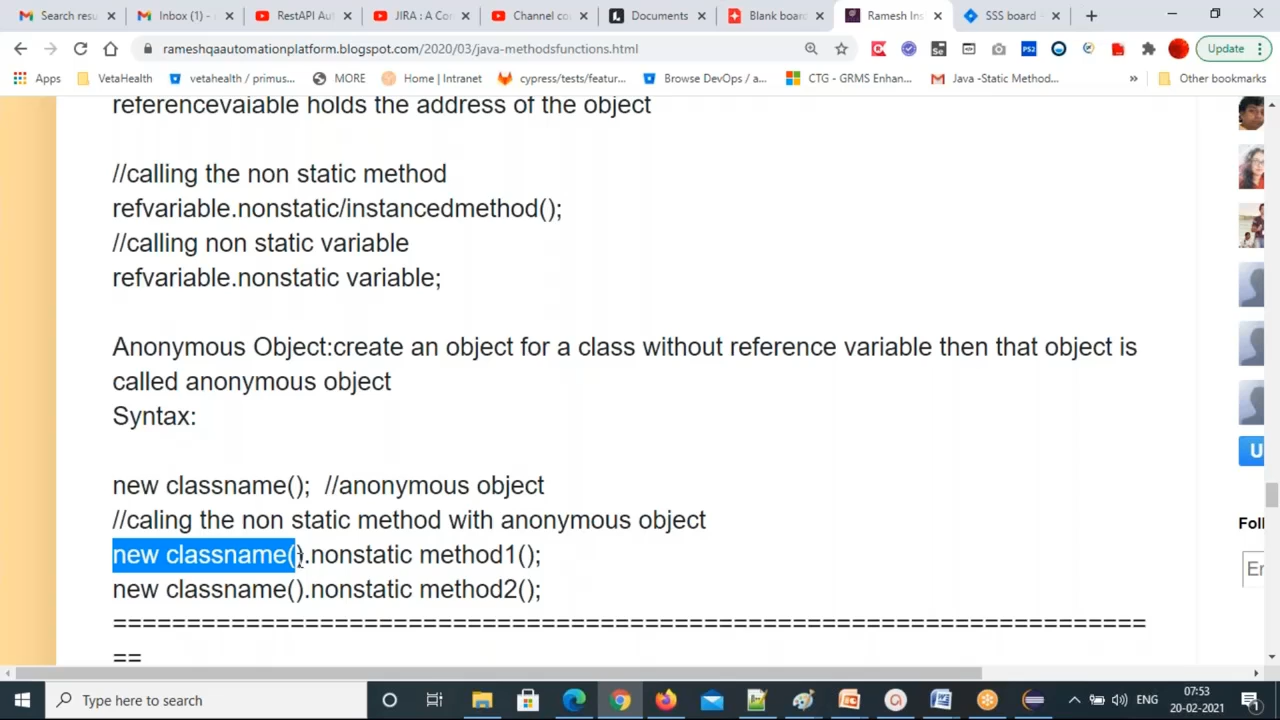 Search resu
Inbox (1) -
RestAPI Au
JIRA : A Co
Channel co
Documents
Blank board
Ramesh Ins
SSS board -
rameshqaautomationplatform.blogspot.com/2020/03/java-methodsfunctions.html
Update
Apps
VetaHealth
vetahealth / primus...
MORE
Home | Intranet
cypress/tests/featur...
Browse DevOps / a...
CTG - GRMS Enhan...
Java -Static Method...
»
Other bookmarks
referencevaiable holds the address of the object
//calling the non static method
refvariable.nonstatic/instancedmethod();
//calling non static variable
refvariable.nonstatic variable;
Anonymous Object:create an object for a class without reference variable then that object is
called anonymous object
Syntax:
new classname();  //anonymous object
//caling the non static method with anonymous object
new classname().nonstatic method1();
new classname().nonstatic method2();
======================================================================
==
U
Foll
En
Type here to search
ENG
07:53
20-02-2021